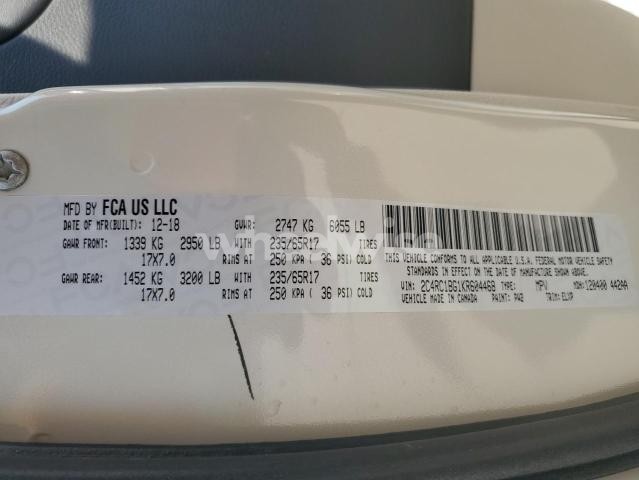 MFD BY FCA US LLC
DATE OF MFR(BUILT): 12-18 GVWR: 2747 KG 6055 LB
GAWR FRONT: 1339 KG 2950 LB WITH 235/65R17 TIRES
17X7.0 RIMS AT 250 KPA ( 36 PSI) COLD
GAWR REAR: 1452 KG 3200 LB WITH 235/65R17 TIRES
17X7.0 RIMS AT 250 KPA ( 36 PSI) COLD
THIS VEHICLE CONFORMS TO ALL APPLICABLE U.S.A. FEDERAL MOTOR VEHICLE SAFETY
STANDARDS IN EFFECT ON THE DATE OF MANUFACTURE SHOWN ABOVE.
VIN: 2C4RC1BG1KR604468 TYPE: MPV MDH: 120400 442AA
VEHICLE MADE IN CANADA PAINT: PW2 TRIM: ELVP